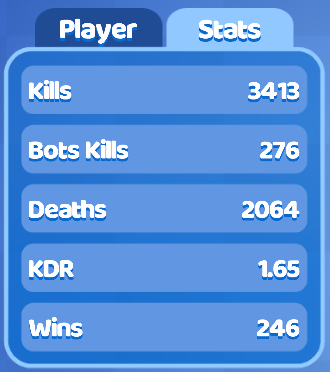 Player Stats
Kills 3413
Bots Kills 276
Deaths 2064
KDR 1.65
Wins 246